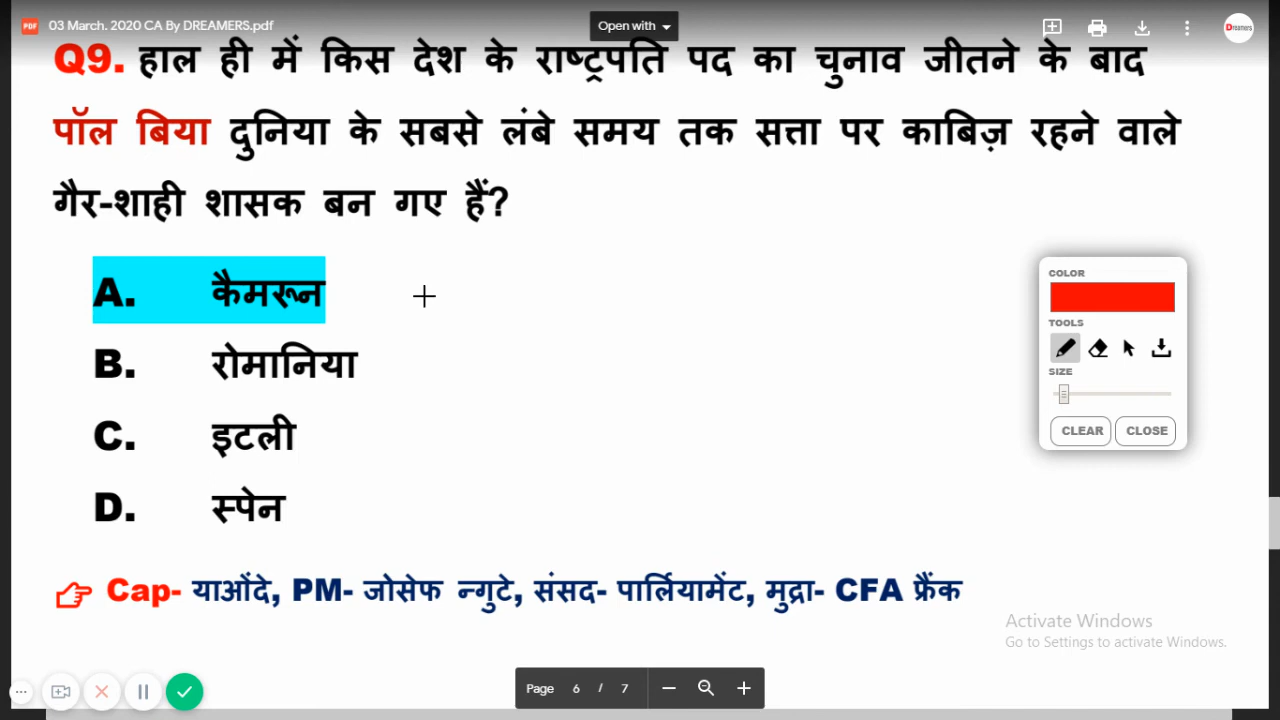 03 March. 2020 CA By DREAMERS.pdf
Open with
Dreamers
Q9. हाल ही में किस देश के राष्ट्रपति पद का चुनाव जीतने के बाद
पॉल बिया दुनिया के सबसे लंबे समय तक सत्ता पर काबिज़ रहने वाले
गैर-शाही शासक बन गए हैं?
A. कैमरून
B. रोमानिया
C. इटली
D. स्पेन
Cap- याओंदे, PM- जोसेफ न्गुटे, संसद- पार्लियामेंट, मुद्रा- CFA फ्रैंक
COLOR
TOOLS
SIZE
CLEAR CLOSE
Activate Windows
Go to Settings to activate Windows.
Page 6 / 7